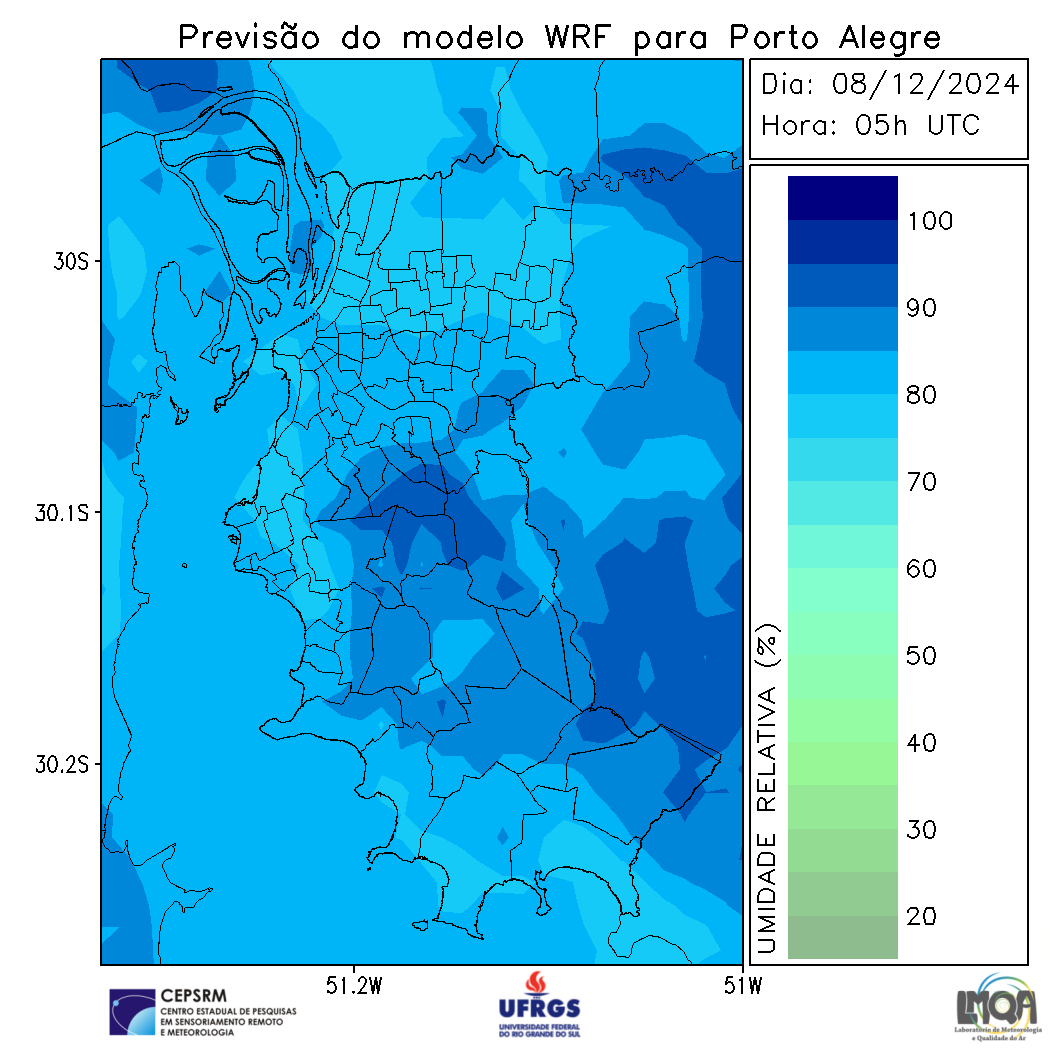 Previsão do modelo WRF para Porto Alegre
Dia: 08/12/2024
Hora: 05h UTC
30S
30.1S
30.2S
51.2W
51W
100
90
80
70
60
50
40
30
20
UMIDADE RELATIVA (%)
CEPSRM
CENTRO ESTADUAL DE PESQUISAS
EM SENSORIAMENTO REMOTO
E METEOROLOGIA
UFRGS
UNIVERSIDADE FEDERAL
DO RIO GRANDE DO SUL
LMQA
Laboratório de Meteorologia
e Qualidade do Ar